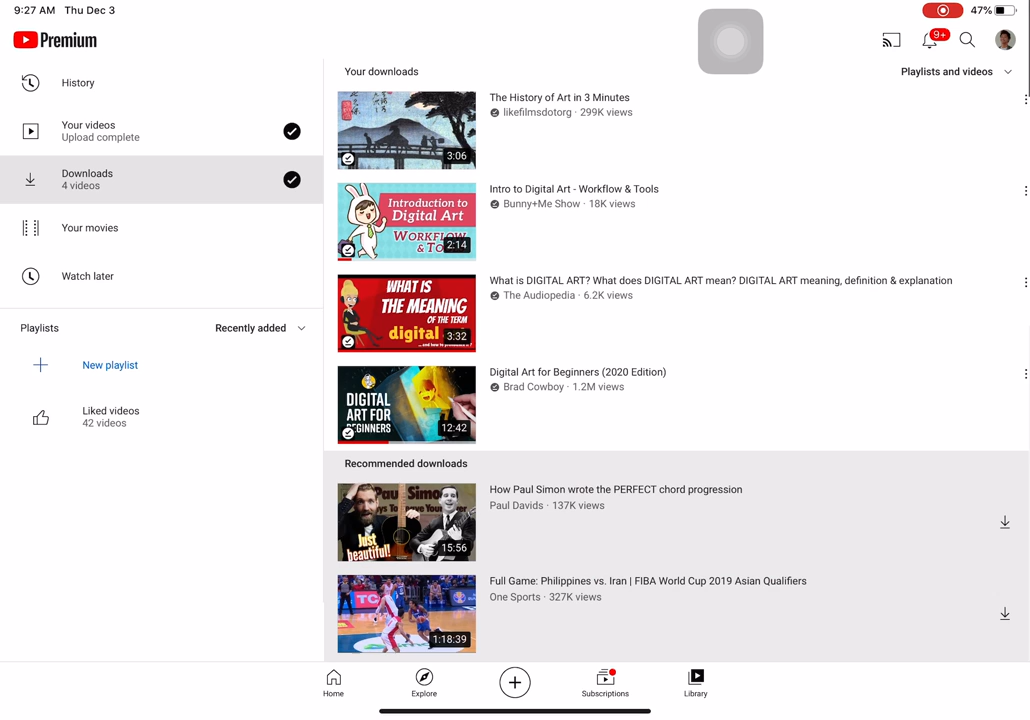 9:27 AM Thu Dec 3
47%
Premium
9+
History
Your videos
Upload complete
Downloads
4 videos
Your movies
Watch later
Playlists
Recently added
New playlist
Liked videos
42 videos
Your downloads
Playlists and videos
3:06
The History of Art in 3 Minutes
likefilmsdotorg · 299K views
Introduction to
Digital Art
WORKFLOW
& TO
2:14
Intro to Digital Art - Workflow & Tools
Bunny+Me Show · 18K views
WHAT IS
THE MEANING
OF THE TERM
digital
3:32
What is DIGITAL ART? What does DIGITAL ART mean? DIGITAL ART meaning, definition & explanation
The Audiopedia · 6.2K views
DIGITAL
ART FOR
BEGINNERS
12:42
Digital Art for Beginners (2020 Edition)
Brad Cowboy · 1.2M views
Recommended downloads
Just
beautiful!
15:56
How Paul Simon wrote the PERFECT chord progression
Paul Davids · 137K views
1:18:39
Full Game: Philippines vs. Iran | FIBA World Cup 2019 Asian Qualifiers
One Sports · 327K views
Home
Explore
Subscriptions
Library